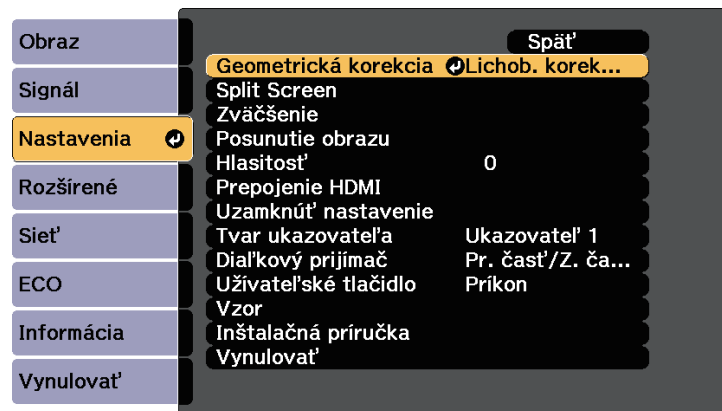 Obraz
Signál
Nastavenia
Rozšírené
Sieť
ECO
Informácia
Vynulovať
Späť
Geometrická korekcia Lichob. korek...
Split Screen
Zväčšenie
Posunutie obrazu
Hlasitosť 0
Prepojenie HDMI
Uzamknúť nastavenie
Tvar ukazovateľa Ukazovateľ 1
Diaľkový prijímač Pr. časť/Z. ča...
Užívateľské tlačidlo Príkon
Vzor
Inštalačná príručka
Vynulovať